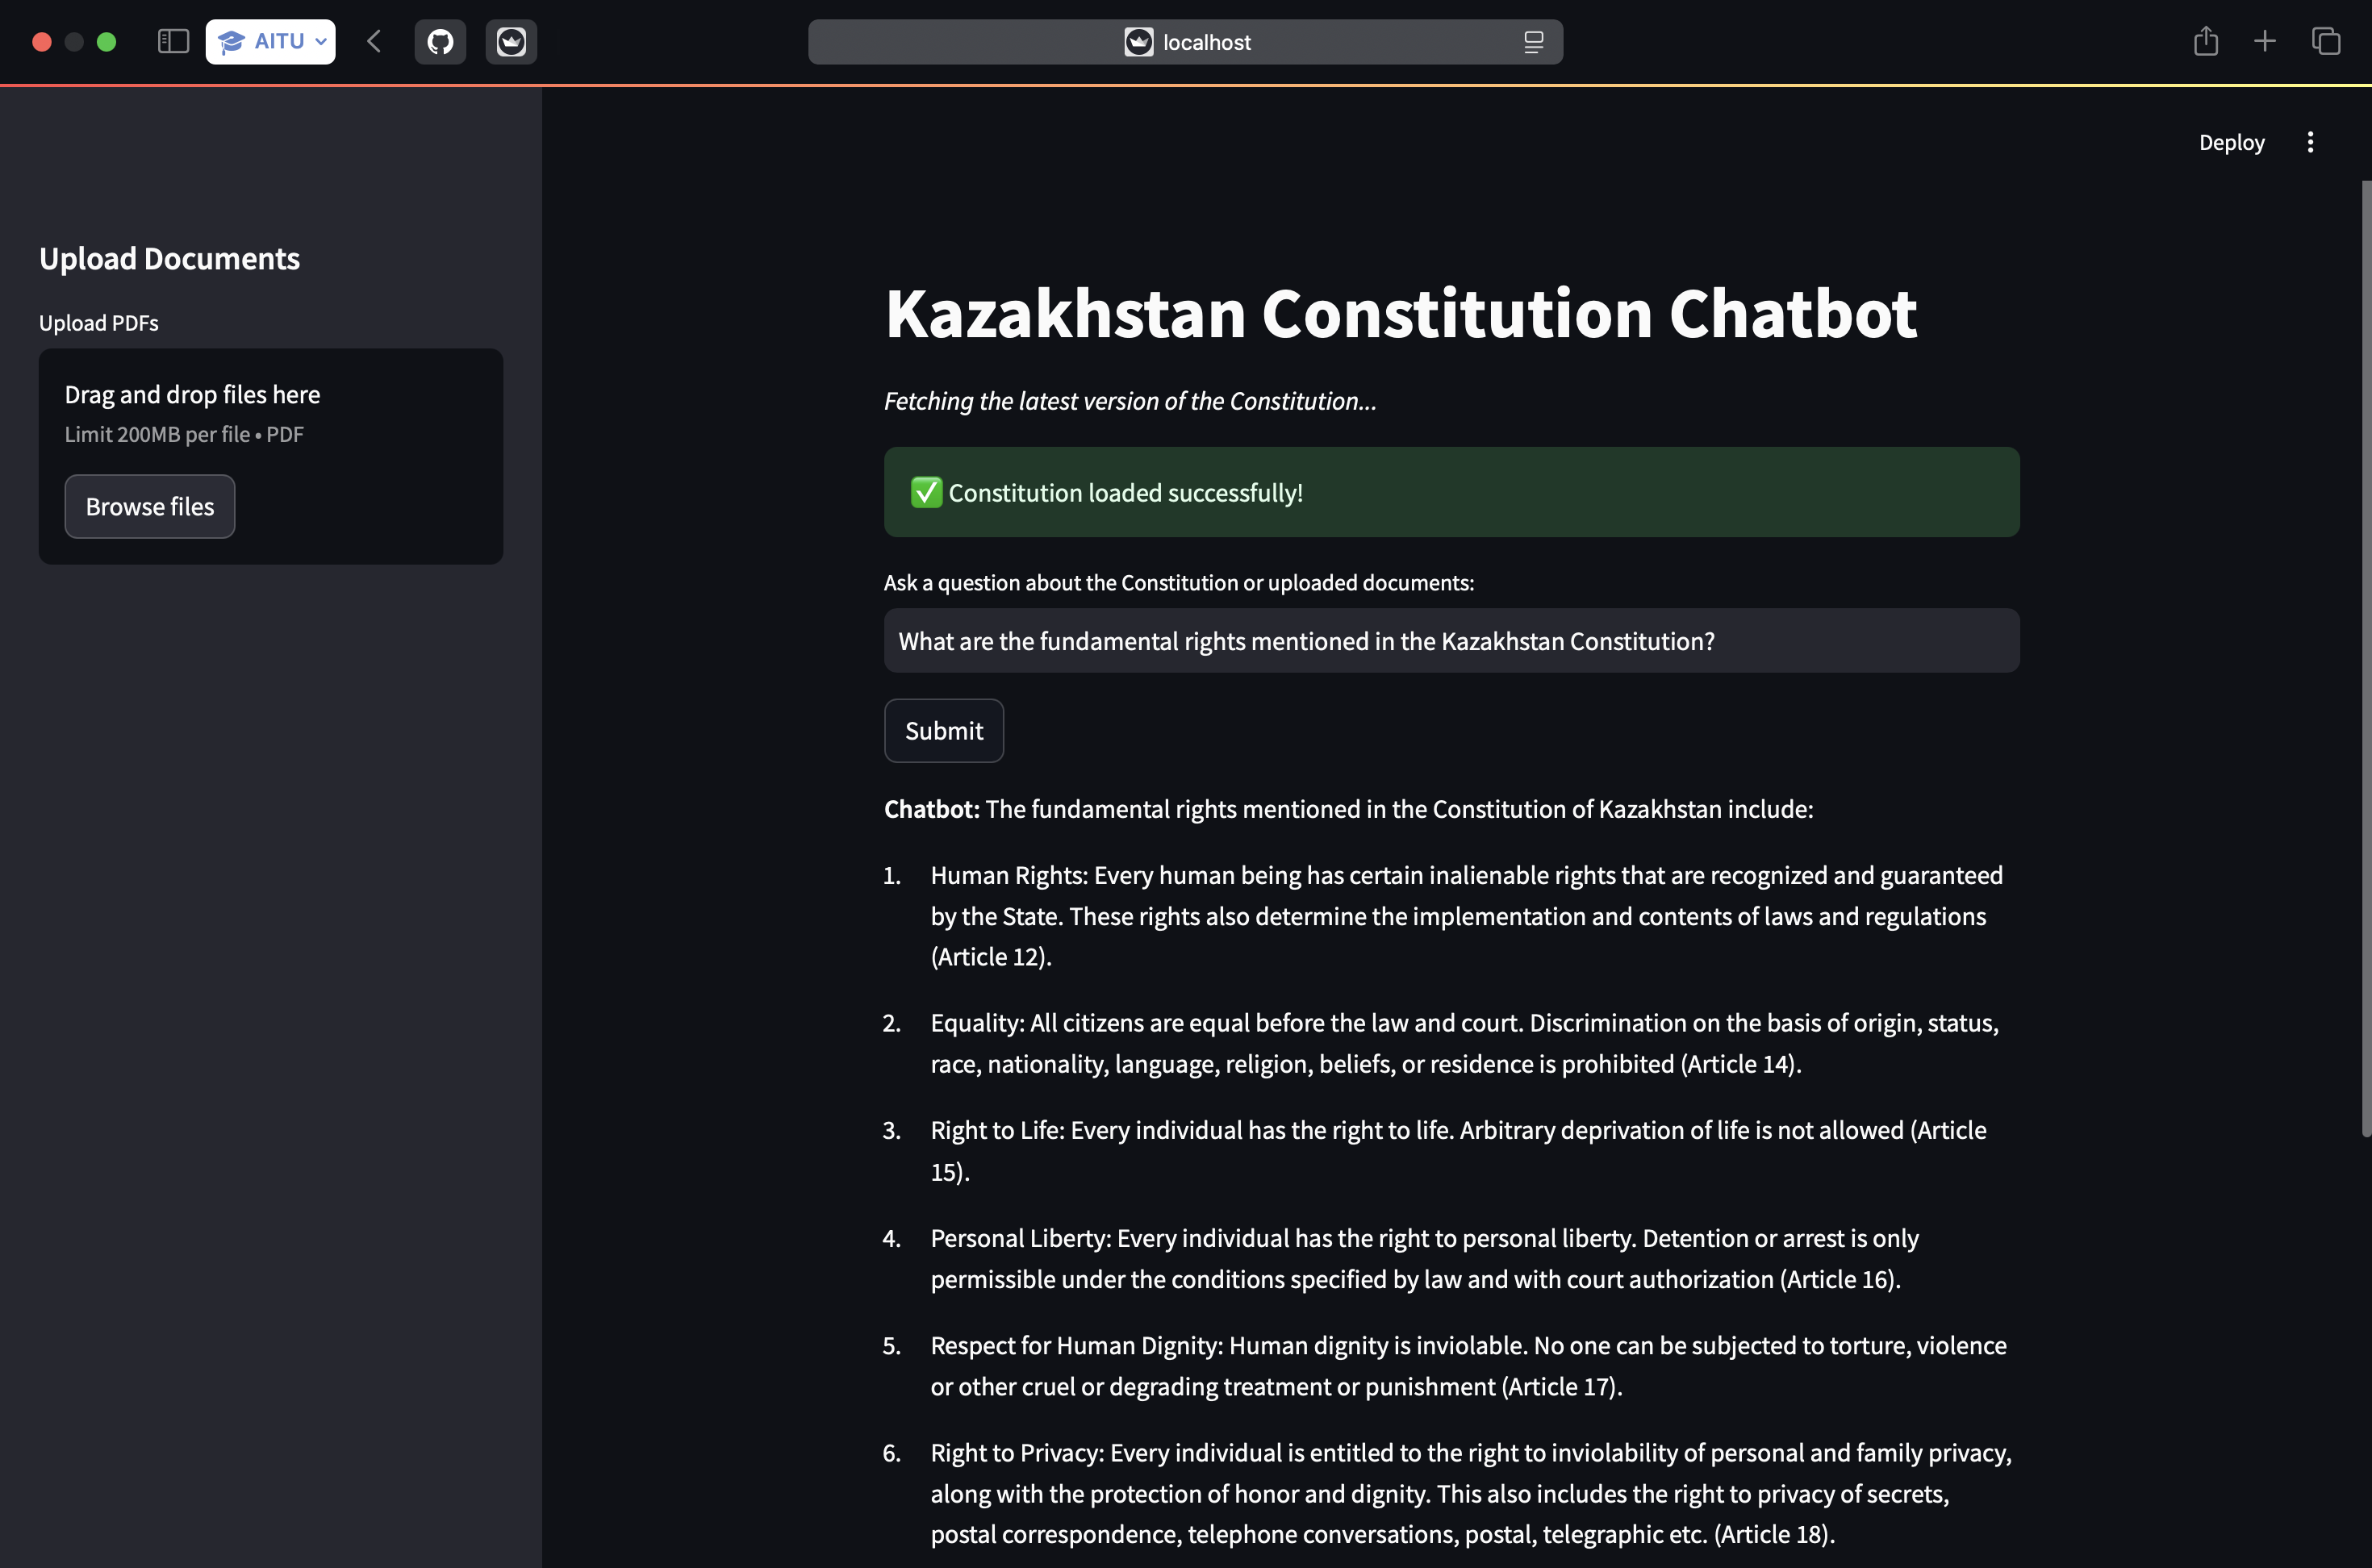 AITU
localhost
Deploy
Upload Documents
Upload PDFs
Drag and drop files here
Limit 200MB per file • PDF
Browse files
Kazakhstan Constitution Chatbot
Fetching the latest version of the Constitution...
✅ Constitution loaded successfully!
Ask a question about the Constitution or uploaded documents:
What are the fundamental rights mentioned in the Kazakhstan Constitution?
Submit
Chatbot: The fundamental rights mentioned in the Constitution of Kazakhstan include:
1. Human Rights: Every human being has certain inalienable rights that are recognized and guaranteed
by the State. These rights also determine the implementation and contents of laws and regulations
(Article 12).
2. Equality: All citizens are equal before the law and court. Discrimination on the basis of origin, status,
race, nationality, language, religion, beliefs, or residence is prohibited (Article 14).
3. Right to Life: Every individual has the right to life. Arbitrary deprivation of life is not allowed (Article
15).
4. Personal Liberty: Every individual has the right to personal liberty. Detention or arrest is only
permissible under the conditions specified by law and with court authorization (Article 16).
5. Respect for Human Dignity: Human dignity is inviolable. No one can be subjected to torture, violence
or other cruel or degrading treatment or punishment (Article 17).
6. Right to Privacy: Every individual is entitled to the right to inviolability of personal and family privacy,
along with the protection of honor and dignity. This also includes the right to privacy of secrets,
postal correspondence, telephone conversations, postal, telegraphic etc. (Article 18).